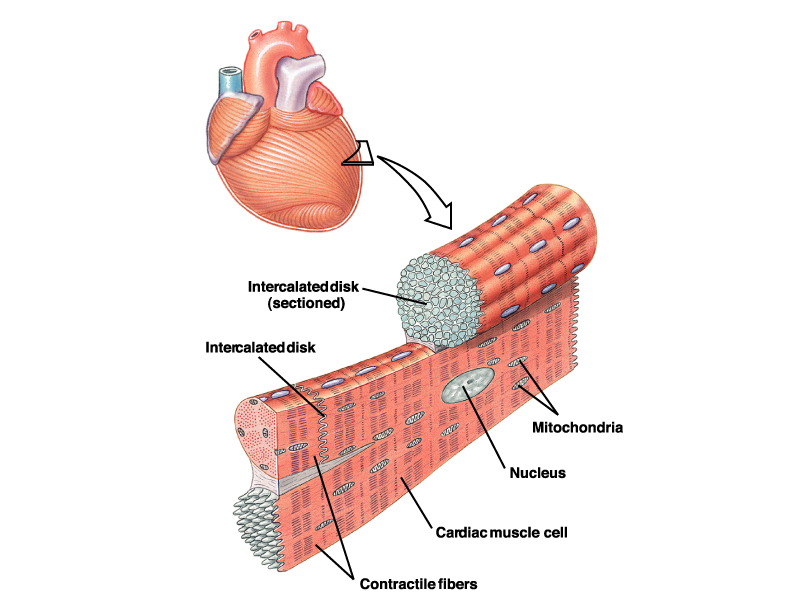 Intercalated disk
(sectioned)
Intercalated disk
Mitochondria
Nucleus
Cardiac muscle cell
Contractile fibers